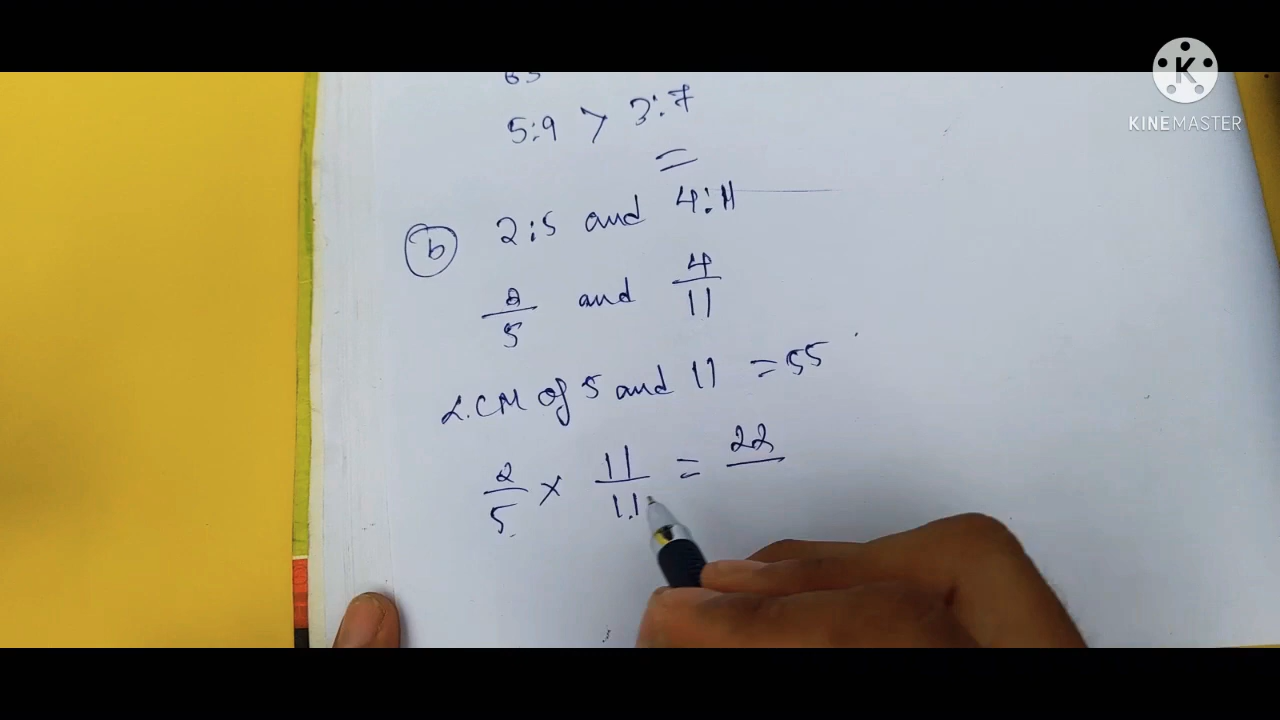 63
5:9 > 3:7
=
b 2:5 and 4:11
2/5 and 4/11
L.CM of 5 and 11 = 55
2/5 × 11/11 = 22/
K
KINEMASTER